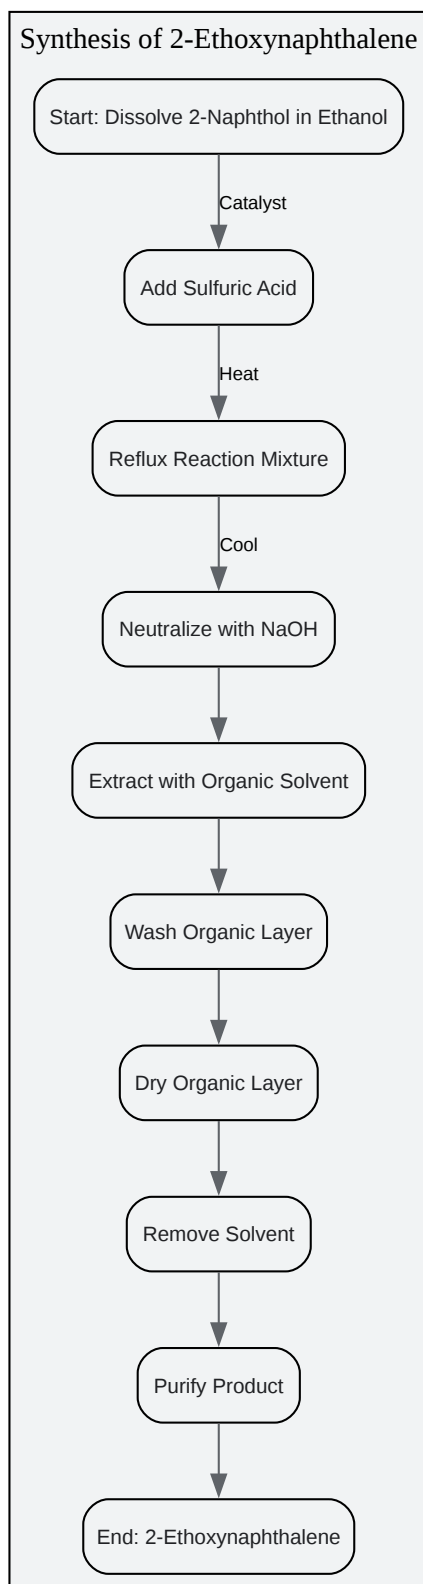 Synthesis of 2-Ethoxynaphthalene
Start: Dissolve 2-Naphthol in Ethanol
Catalyst
Add Sulfuric Acid
Heat
Reflux Reaction Mixture
Cool
Neutralize with NaOH
Extract with Organic Solvent
Wash Organic Layer
Dry Organic Layer
Remove Solvent
Purify Product
End: 2-Ethoxynaphthalene